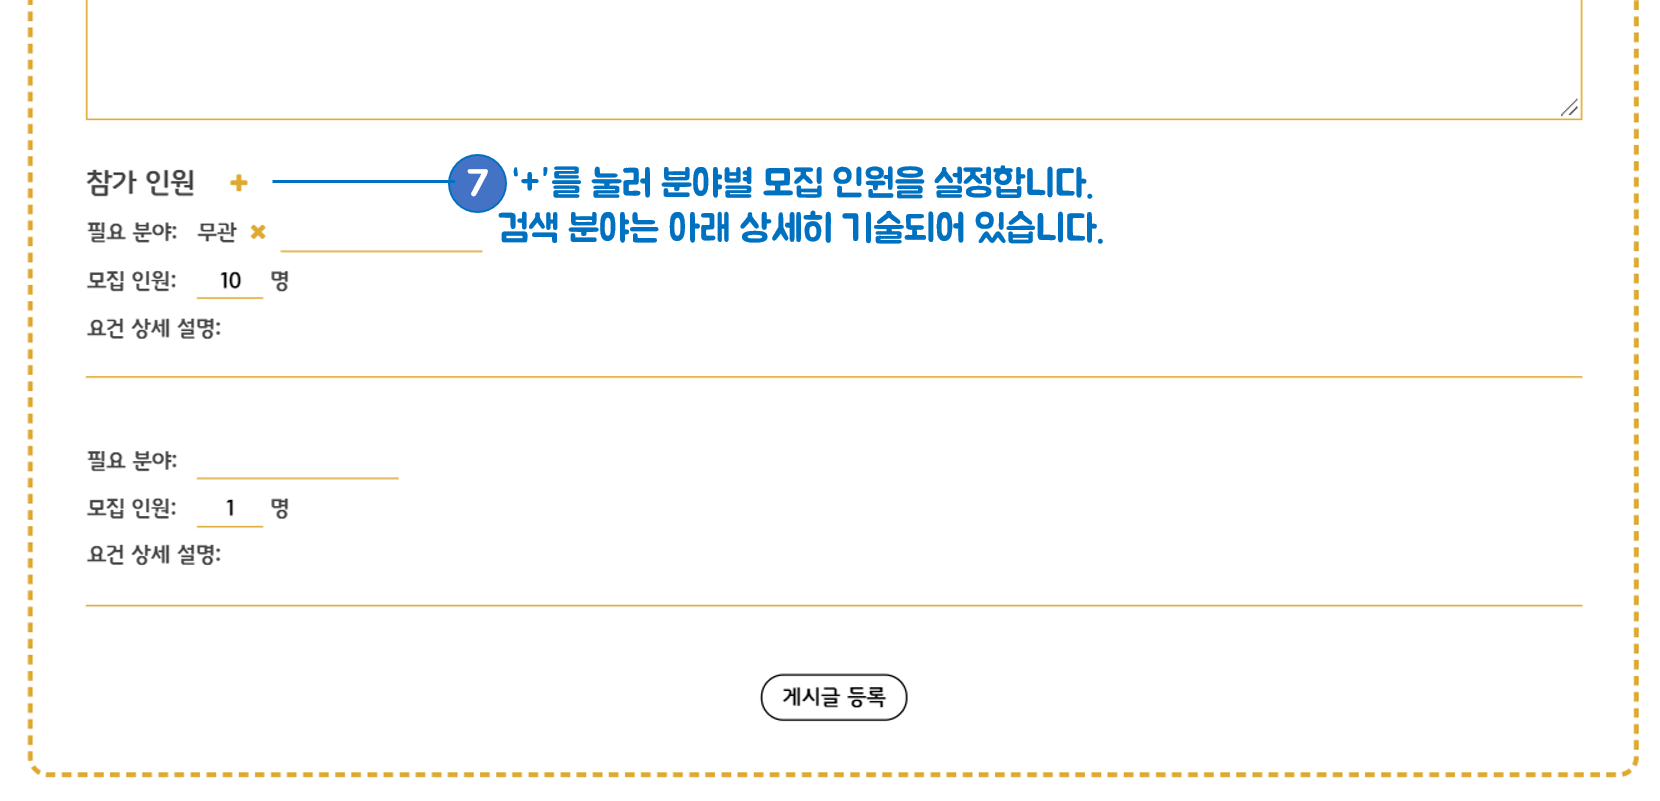 참가 인원 +
7 '+'를 눌러 분야별 모집 인원을 설정합니다.
검색 분야는 아래 상세히 기술되어 있습니다.
필요 분야: 무관 ×
모집 인원: 10 명
요건 상세 설명:
필요 분야:
모집 인원: 1 명
요건 상세 설명:
게시글 등록